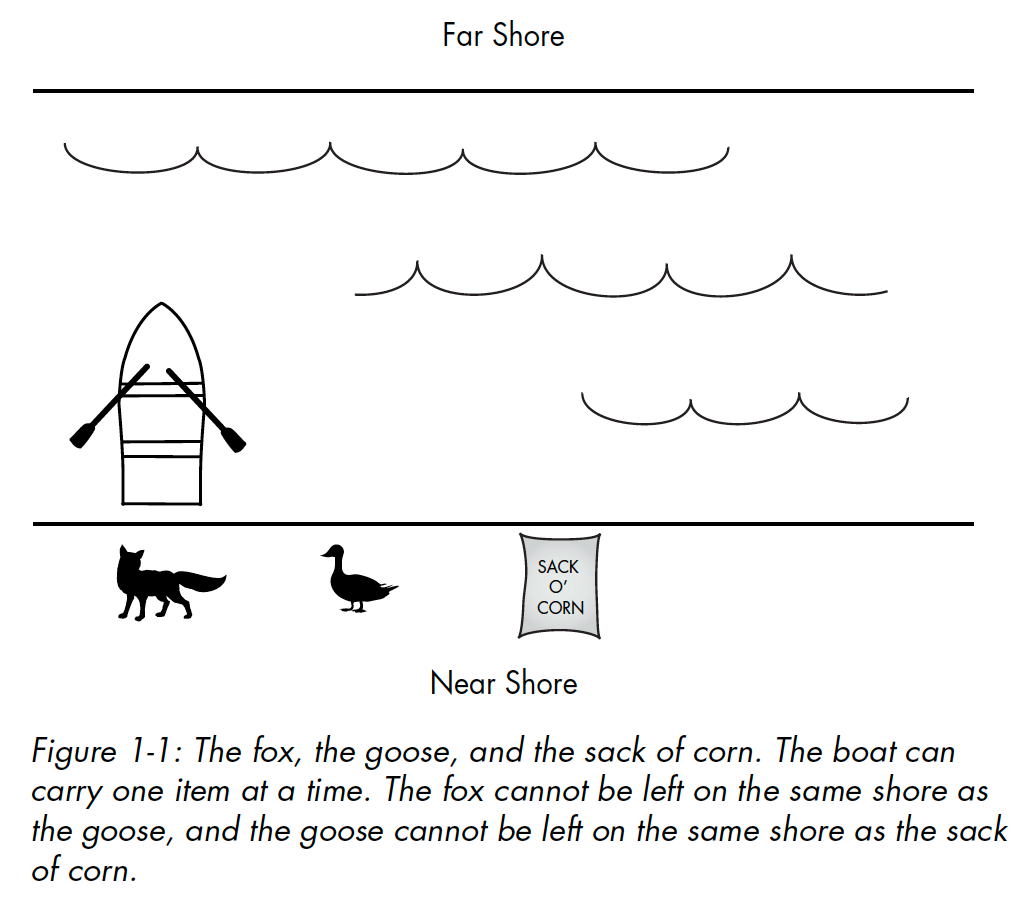 Far Shore
SACK
O’
CORN
Near Shore
Figure 1-1: The fox, the goose, and the sack of corn. The boat can
carry one item at a time. The fox cannot be left on the same shore as
the goose, and the goose cannot be left on the same shore as the sack
of corn.